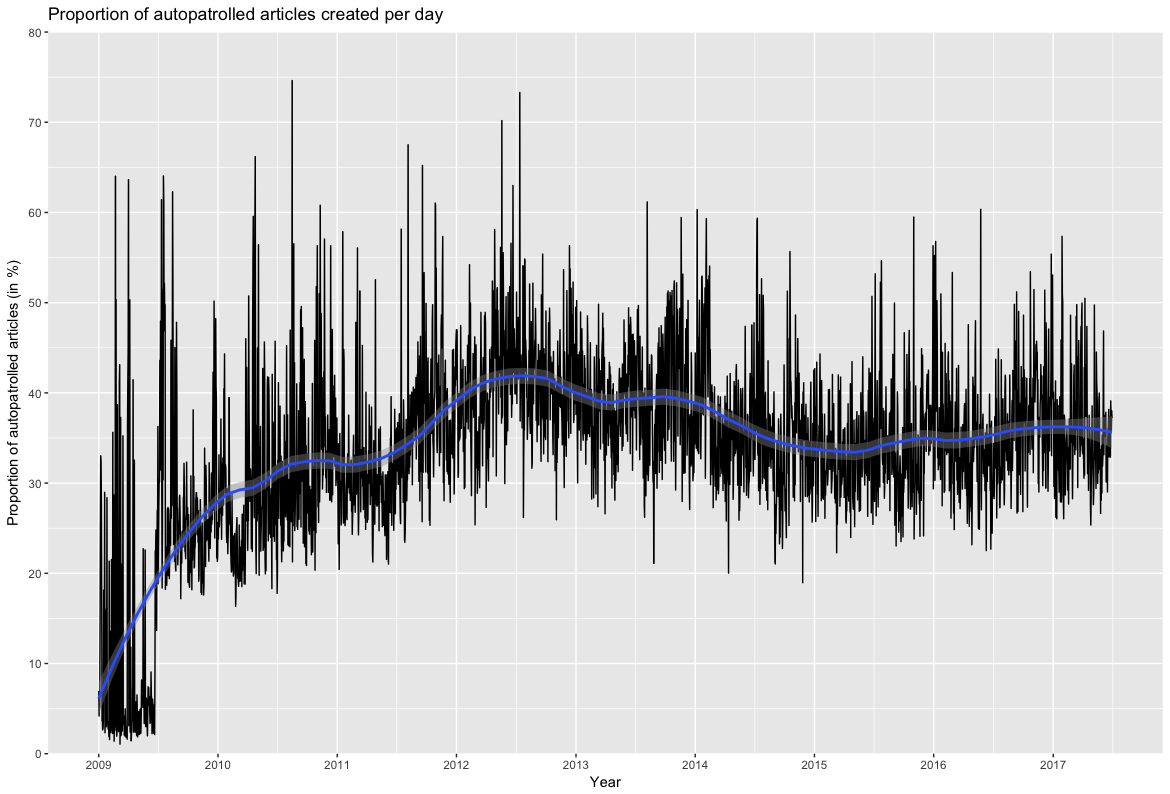 Proportion of autopatrolled articles created per day
Proportion of autopatrolled articles (in %)
80
70
60
50
40
30
20
10
0
2009 2010 2011 2012 2013 2014 2015 2016 2017
Year